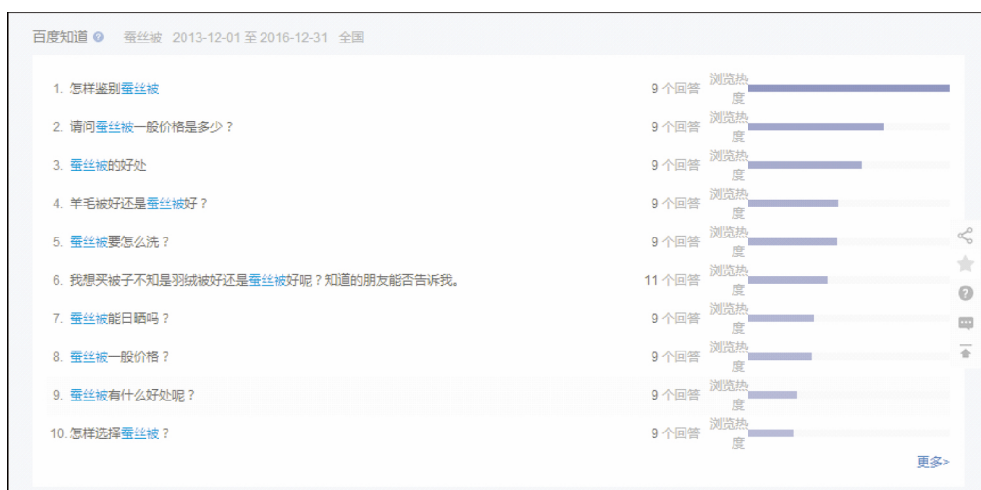 百度知道 蚕丝被 2013-12-01 至 2016-12-31 全国
1. 怎样鉴别蚕丝被 9 个回答 浏览热度
2. 请问蚕丝被一般价格是多少？ 9 个回答 浏览热度
3. 蚕丝被的好处 9 个回答 浏览热度
4. 羊毛被好还是蚕丝被好？ 9 个回答 浏览热度
5. 蚕丝被要怎么洗？ 9 个回答 浏览热度
6. 我想买被子不知是羽绒被好还是蚕丝被好呢？知道的朋友能否告诉我。 11 个回答 浏览热度
7. 蚕丝被能日晒吗？ 9 个回答 浏览热度
8. 蚕丝被一般价格？ 9 个回答 浏览热度
9. 蚕丝被有什么好处呢？ 9 个回答 浏览热度
10. 怎样选择蚕丝被？ 9 个回答 浏览热度
更多>